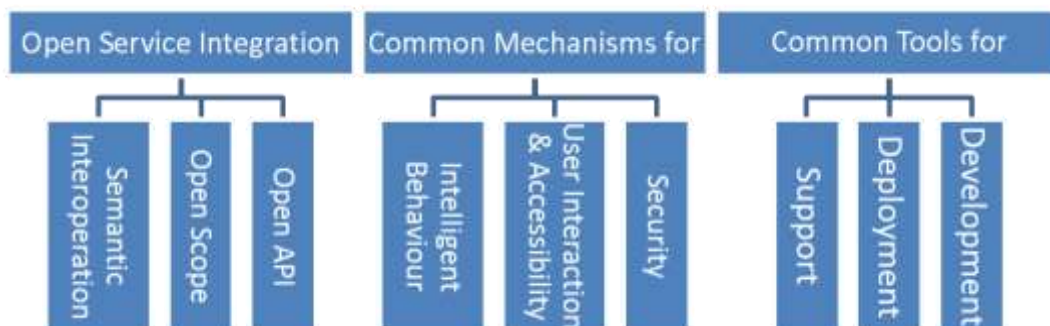 Open Service Integration
Common Mechanisms for
Common Tools for
Semantic
Interoperation
Open Scope
Open API
Intelligent
Behaviour
User Interaction
& Accessibility
Security
Support
Deployment
Development